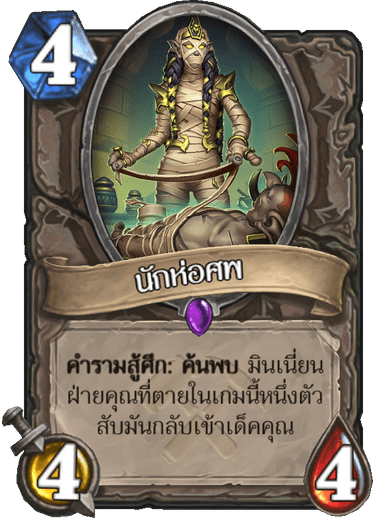 4
นักห่อศพ
คำรามสู้ศึก: ค้นพบ มินเนี่ยน
ฝ่ายคุณที่ตายในเกมนี้หนึ่งตัว
สับมันกลับเข้าเด็คคุณ
4
4